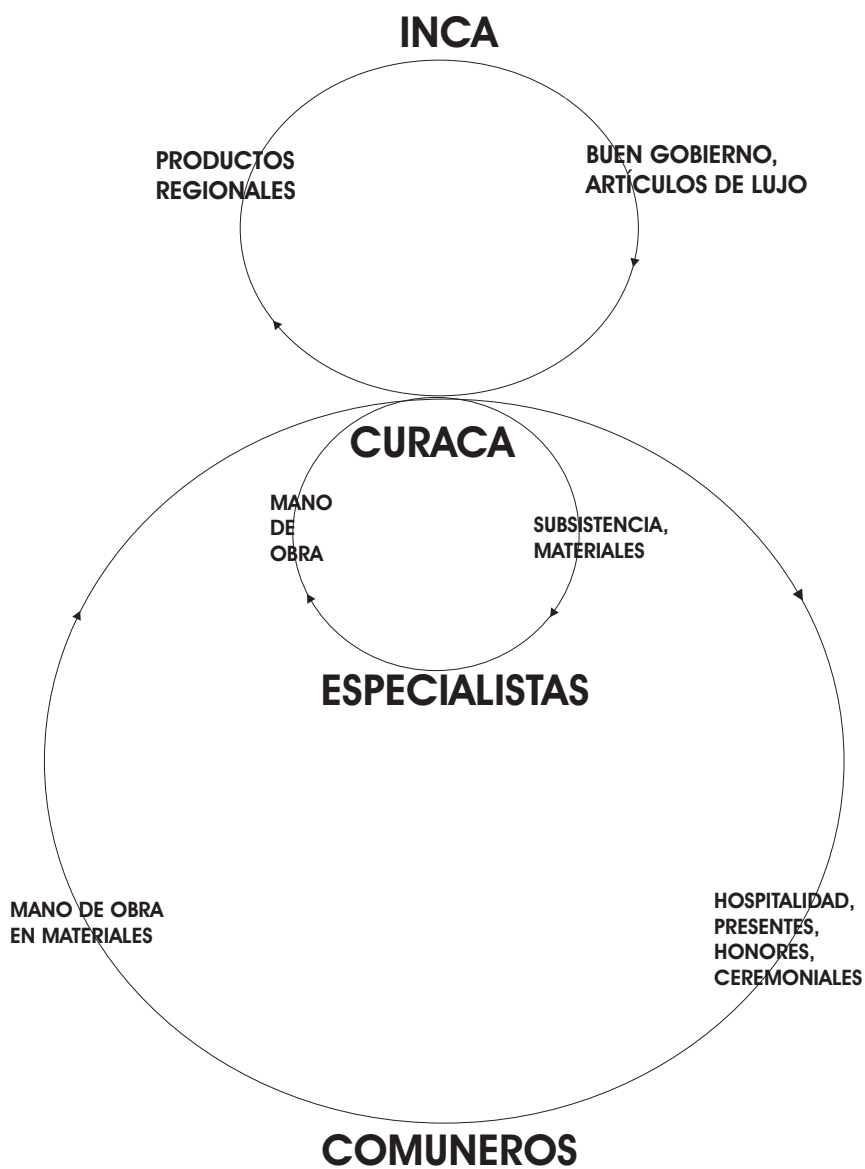 INCA
PRODUCTOS
REGIONALES
BUEN GOBIERNO,
ARTÍCULOS DE LUJO
CURACA
MANO
DE
OBRA
SUBSISTENCIA,
MATERIALES
ESPECIALISTAS
MANO DE OBRA
EN MATERIALES
HOSPITALIDAD,
PRESENTES,
HONORES,
CEREMONIALES
COMUNEROS